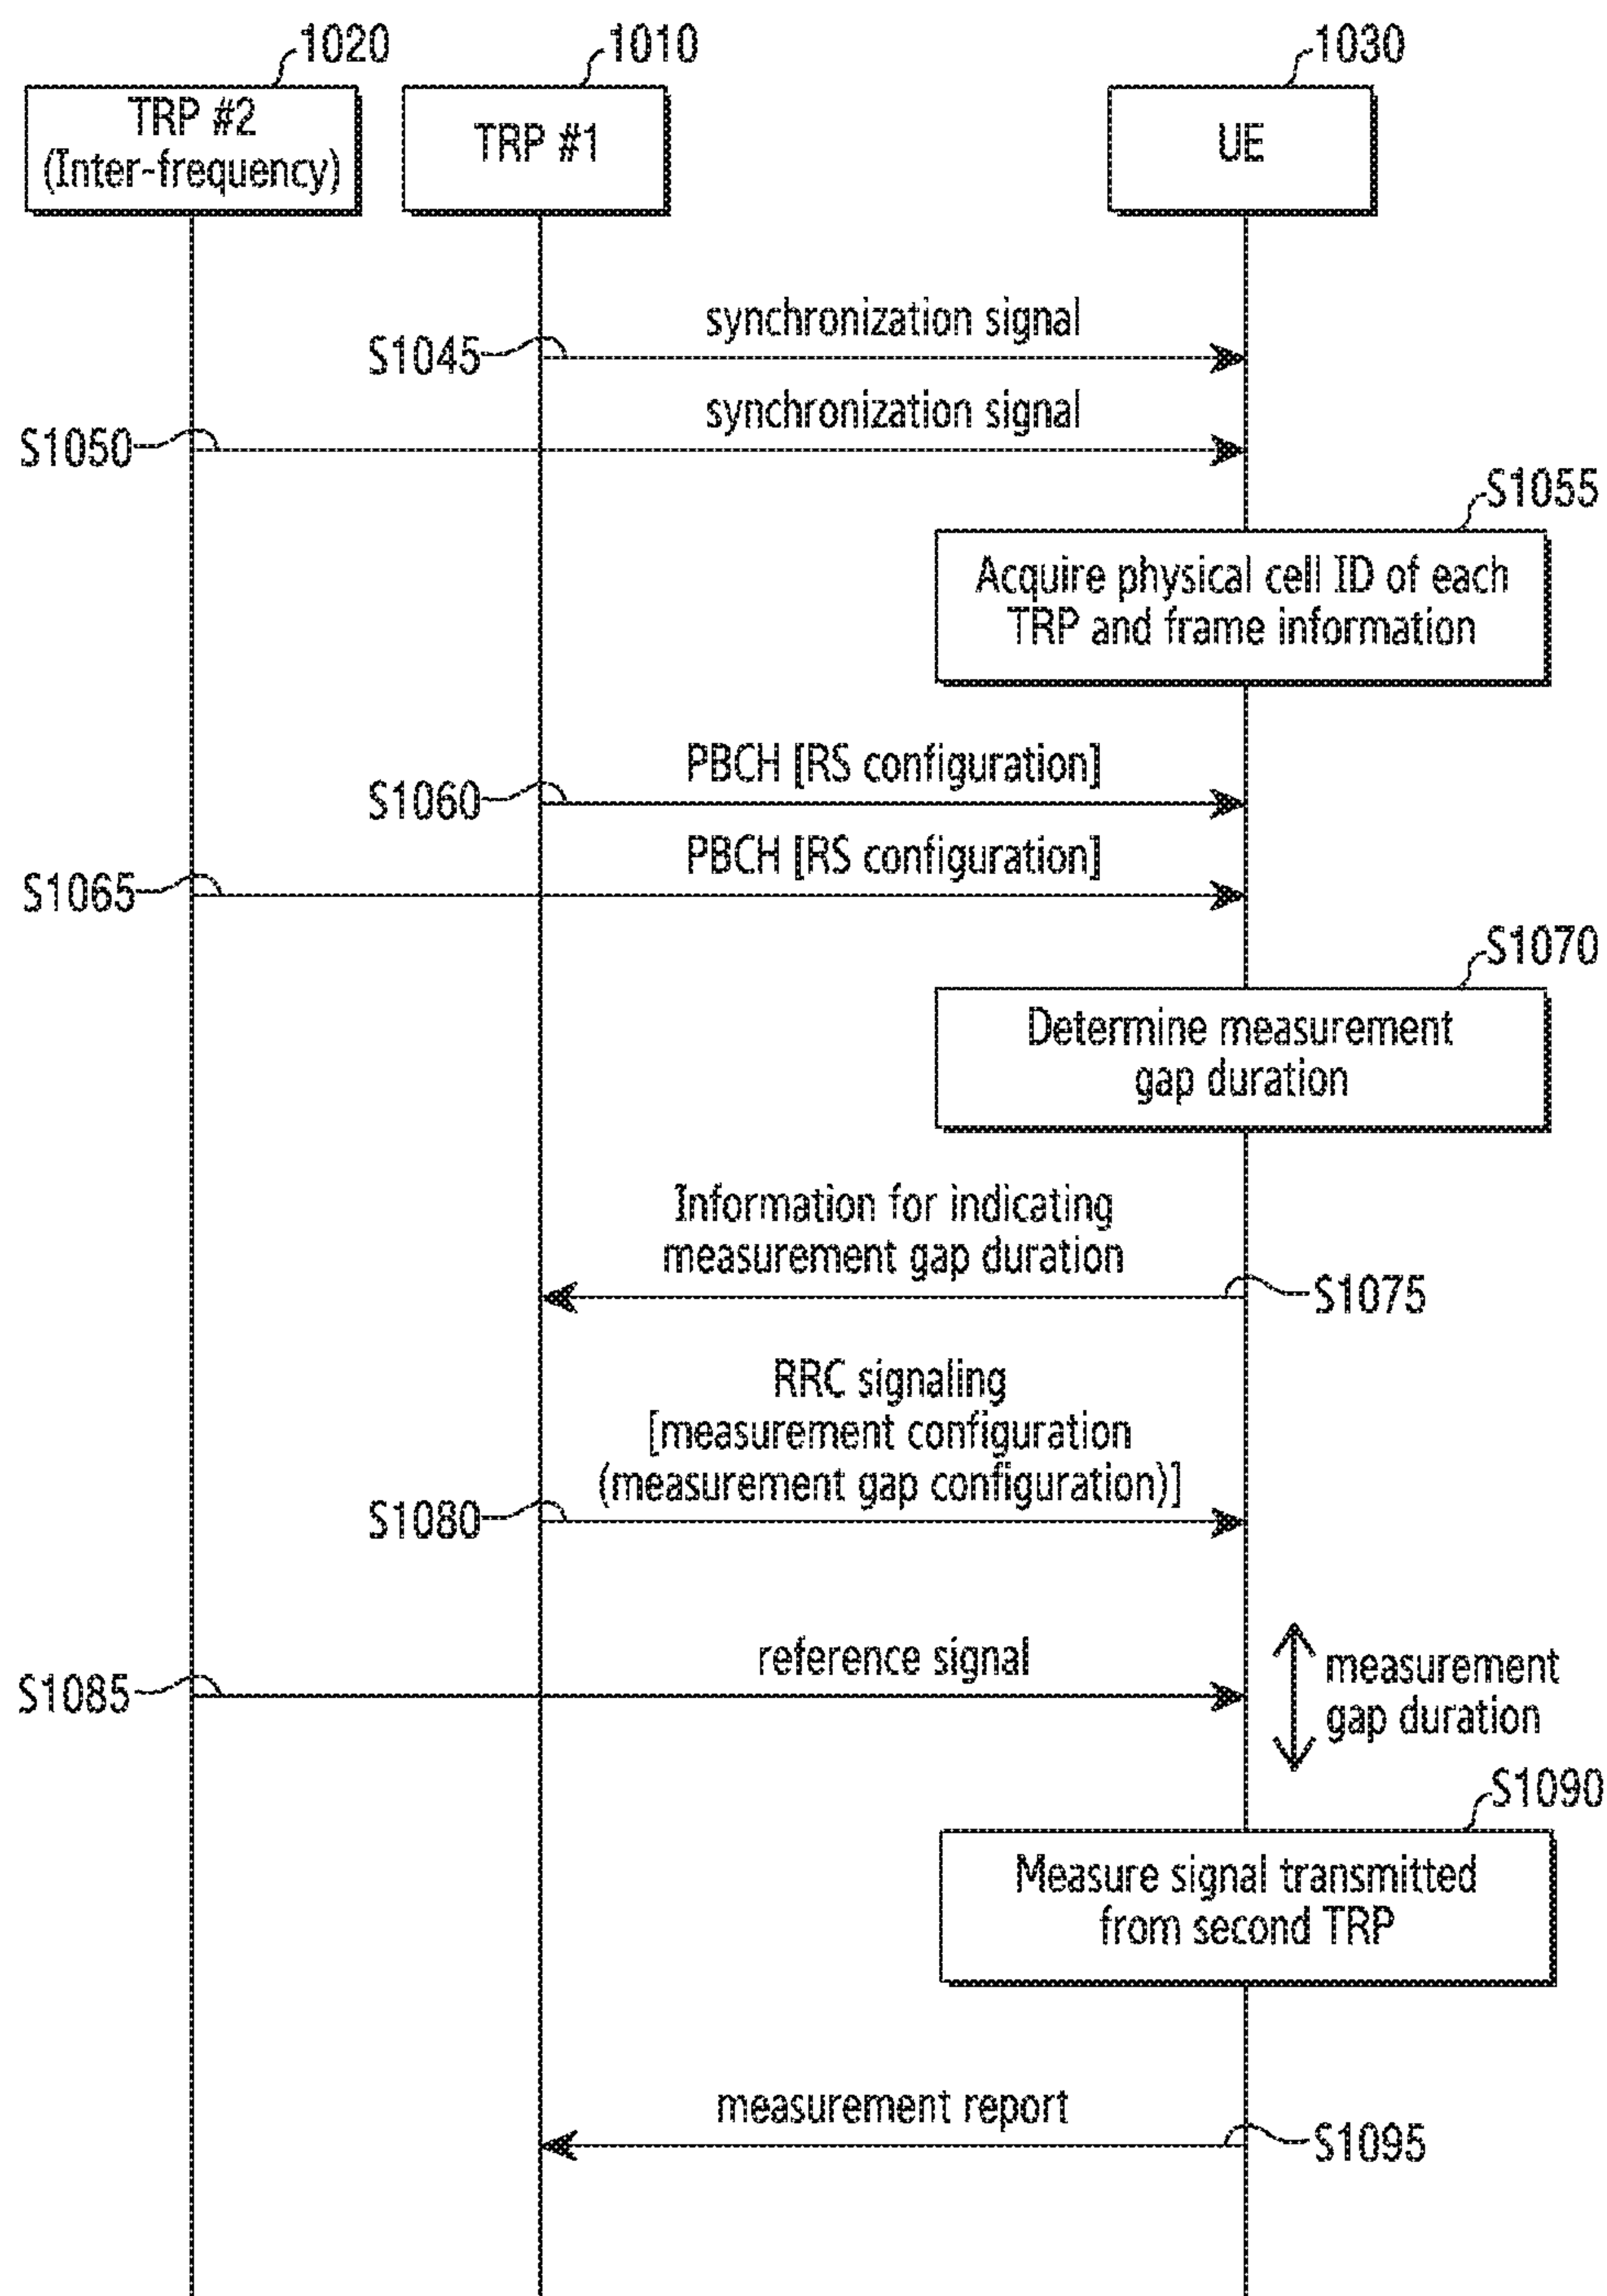 1020
1010
1030
TRP #2
(Inter-frequency)
TRP #1
UE
synchronization signal
S1045
synchronization signal
S1050
S1055
Acquire physical cell ID of each
TRP and frame information
PBCH [RS configuration]
S1060
PBCH [RS configuration]
S1065
S1070
Determine measurement
gap duration
Information for indicating
measurement gap duration
S1075
RRC signaling
[measurement configuration
(measurement gap configuration)]
S1080
reference signal
S1085
measurement
gap duration
S1090
Measure signal transmitted
from second TRP
measurement report
S1095